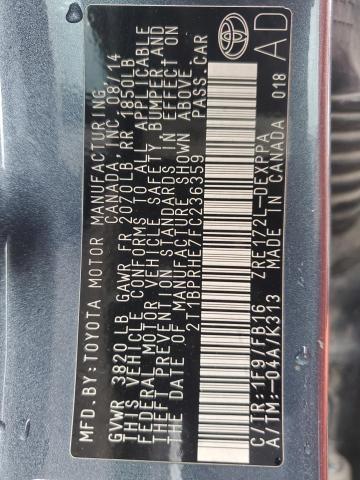 MFD.BY:TOYOTA MOTOR MANUFACTURING
CANADA INC. 08/14
GVWR 3820LB GAWR FR 2070LB RR 1850LB
THIS VEHICLE CONFORMS TO ALL APPLICABLE
FEDERAL MOTOR VEHICLE SAFETY, BUMPER, AND
THEFT PREVENTION STANDARDS IN EFFECT ON
THE DATE OF MANUFACTURE SHOWN ABOVE.
2T1BPRHE7FC236359 PASS.CAR
C/TR:1F9/FB16 ZRE172L-DEXPPA
A/TM:-04A/K313 MADE IN CANADA 018
AD
TOYOTA